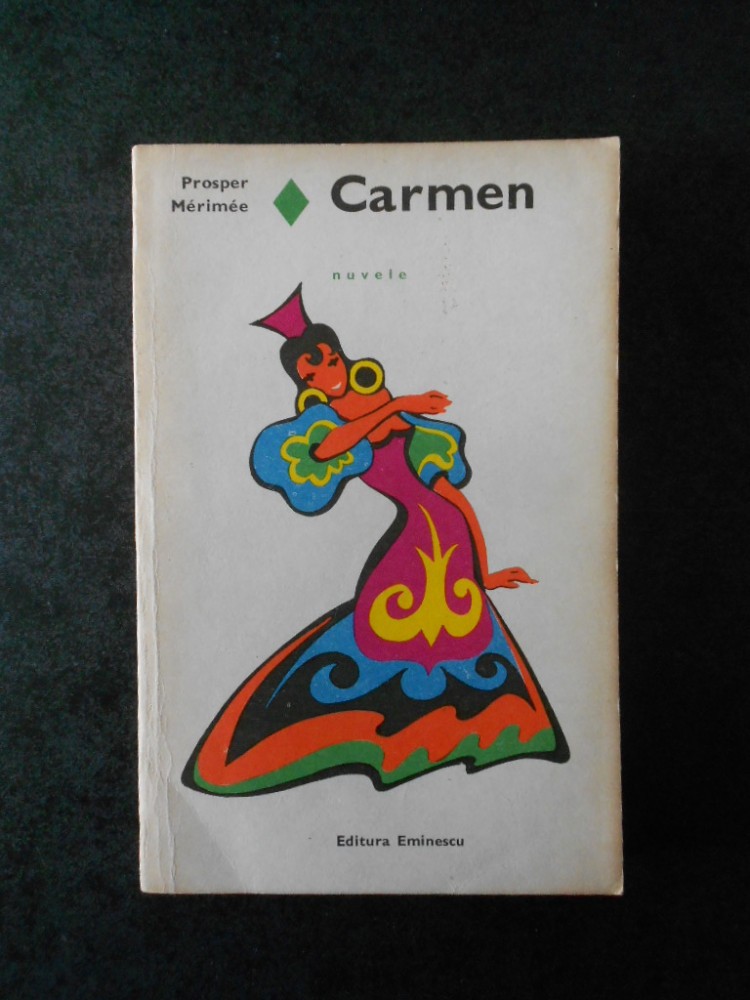 Prosper
Mérimée
Carmen
nuvele
Editura Eminescu